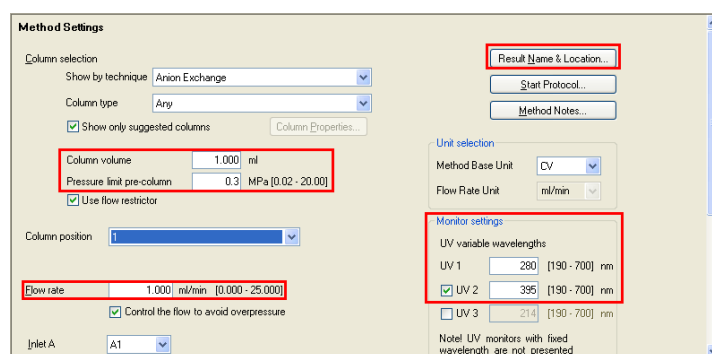 Method Settings
Column selection
Show by technique Anion Exchange
Column type Any
Show only suggested columns Column Properties...
Column volume 1.000 ml
Pressure limit pre-column 0.3 MPa [0.02 - 20.00]
Use flow restrictor
Column position 1
Flow rate 1.000 ml/min [0.000 - 25.000]
Control the flow to avoid overpressure
Inlet A A1
Result Name & Location...
Start Protocol...
Method Notes...
Unit selection
Method Base Unit CV
Flow Rate Unit ml/min
Monitor settings
UV variable wavelengths
UV 1 280 [190 - 700] nm
UV 2 395 [190 - 700] nm
UV 3 214 [190 - 700] nm
Note! UV monitors with fixed
wavelength are not presented